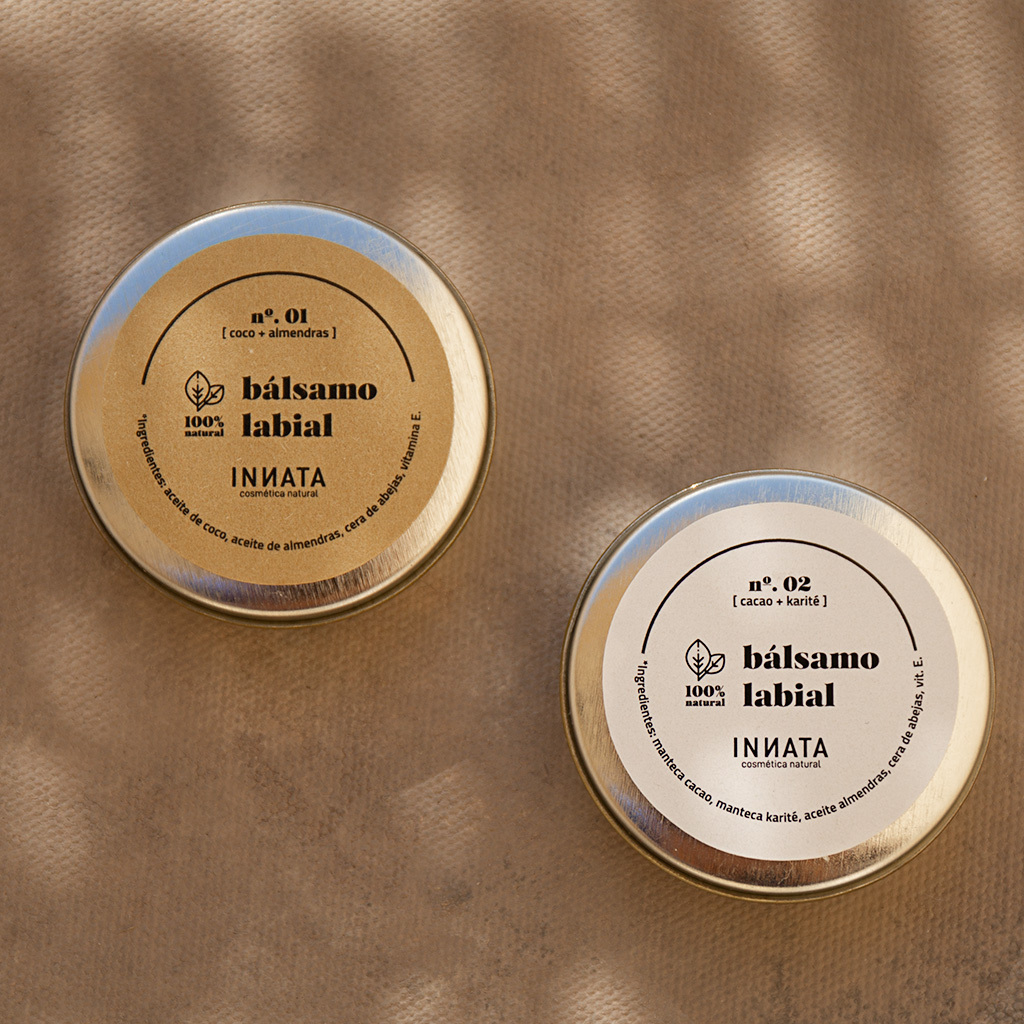 nº. 01
[ coco + almendras ]
bálsamo
labial
100%
natural
INNATA
cosmética natural
*Ingredientes: aceite de coco, aceite de almendras, cera de abejas, vitamina E.
nº. 02
[ cacao + karité ]
bálsamo
labial
100%
natural
INNATA
cosmética natural
*Ingredientes: manteca cacao, manteca karité, aceite almendras, cera de abejas, vit. E.